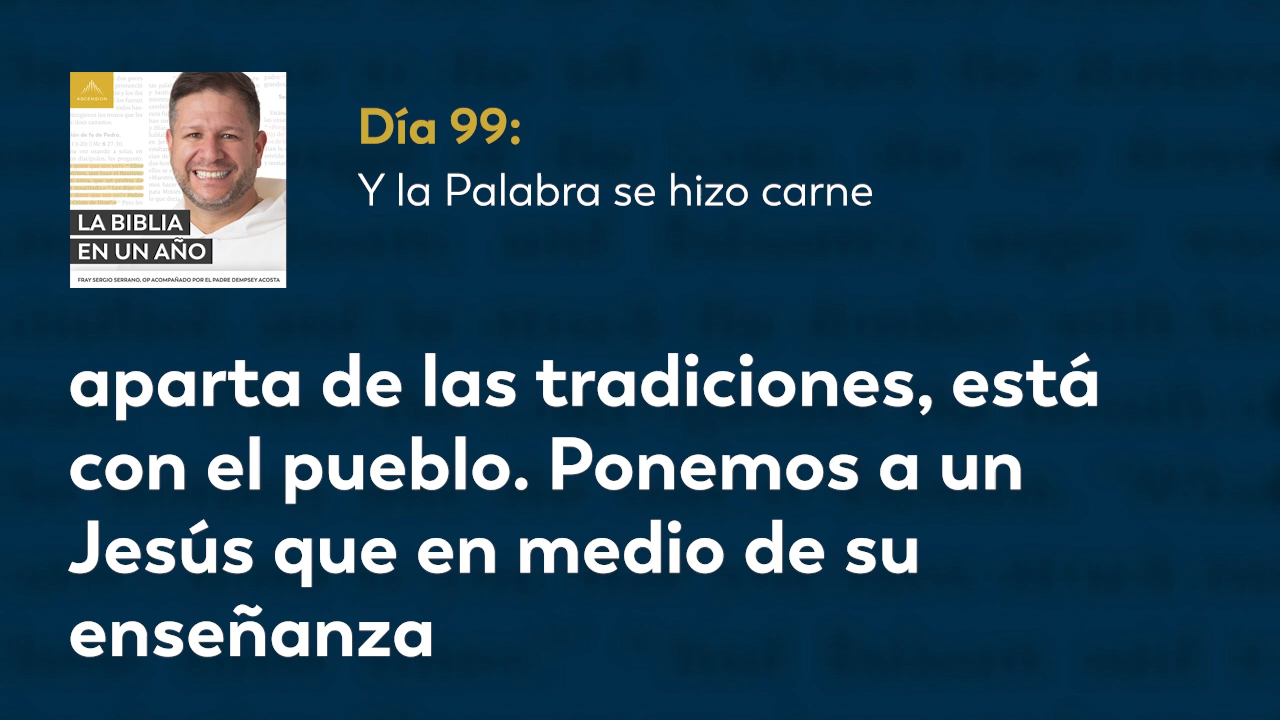 ASCENSION
LA BIBLIA
EN UN AÑO
FRAY SERGIO SERRANO, OP ACOMPAÑADO POR EL PADRE DEMPSEY ACOSTA
Día 99:
Y la Palabra se hizo carne
aparta de las tradiciones, está
con el pueblo. Ponemos a un
Jesús que en medio de su
enseñanza